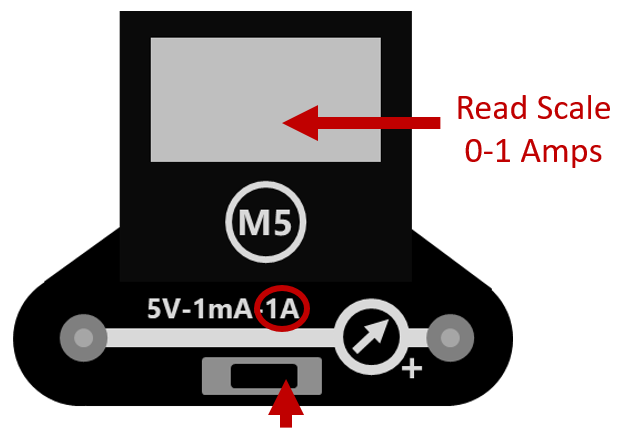 Read Scale
0-1 Amps
M5
5V-1mA-1A
+